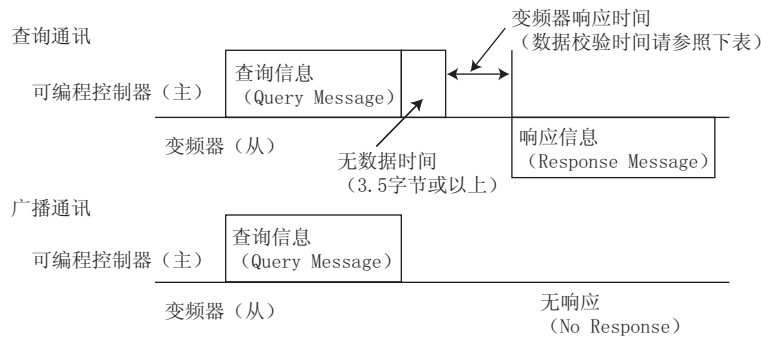 变频器响应时间
（数据校验时间请参照下表）
查询通讯
可编程控制器（主）
查询信息
（Query Message）
变频器（从）
无数据时间
（3.5字节或以上）
响应信息
（Response Message）
广播通讯
可编程控制器（主）
查询信息
（Query Message）
变频器（从）
无响应
（No Response）